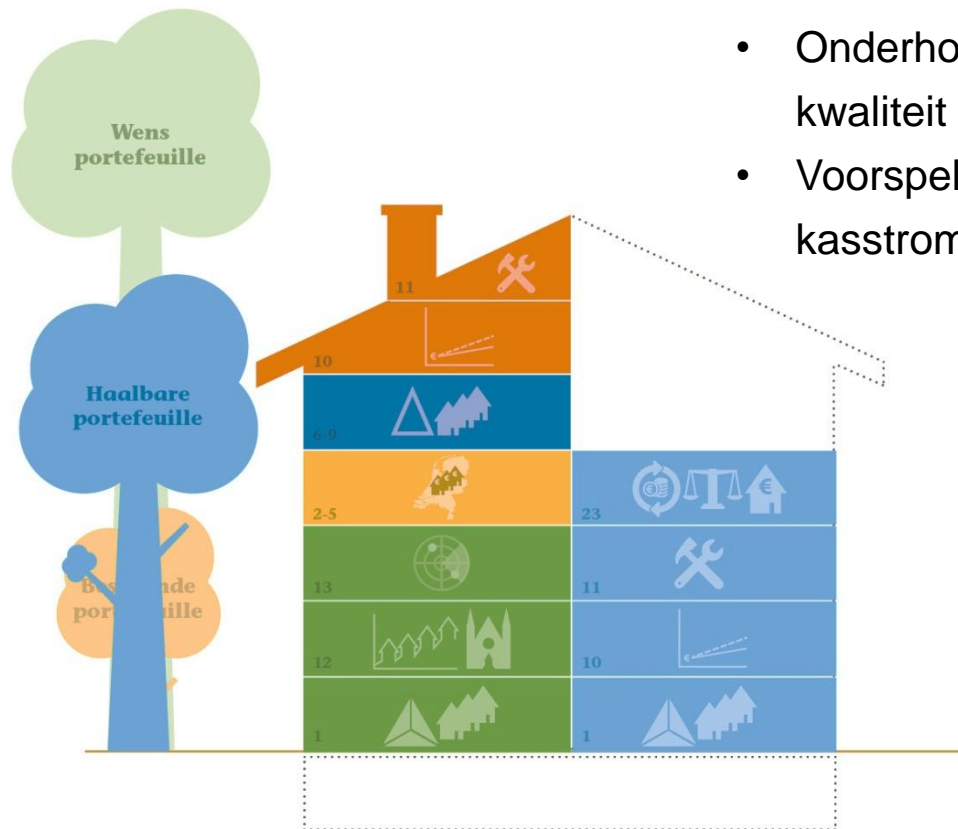 • Onderho
kwaliteit
• Voorspel
kasstrom
Wens
portefeuille
Haalbare
portefeuille
11
10
6-9
2-5
23
13
11
12
10
1
1